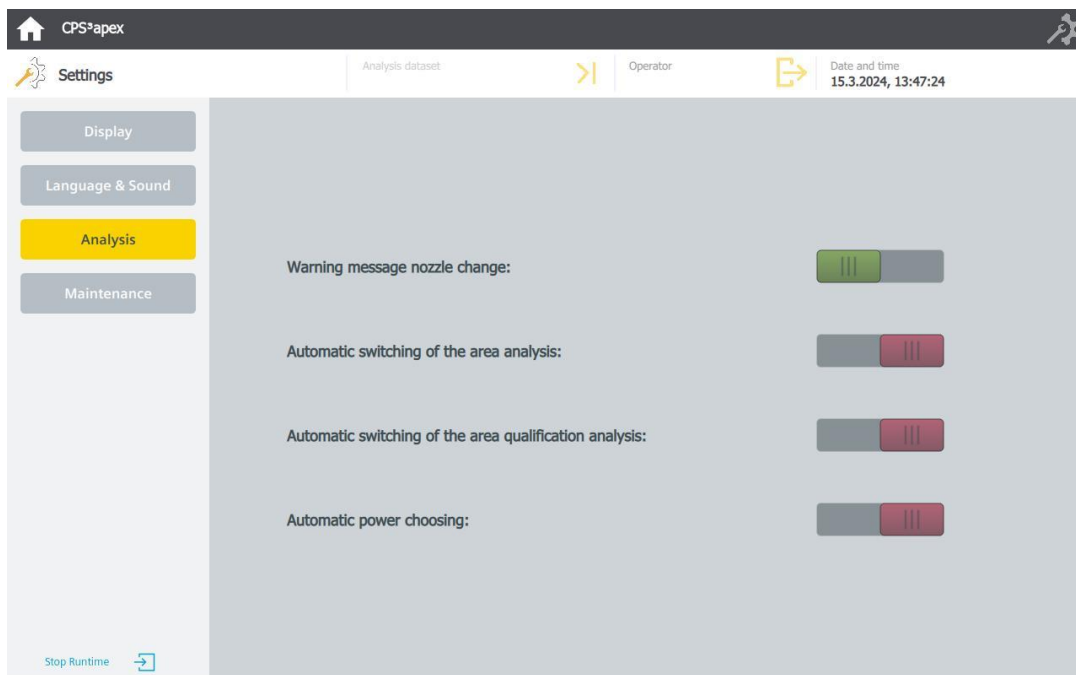 CPS³apex
Settings
Analysis dataset
Operator
Date and time
15.3.2024, 13:47:24
Display
Language & Sound
Analysis
Maintenance
Warning message nozzle change:
Automatic switching of the area analysis:
Automatic switching of the area qualification analysis:
Automatic power choosing:
Stop Runtime